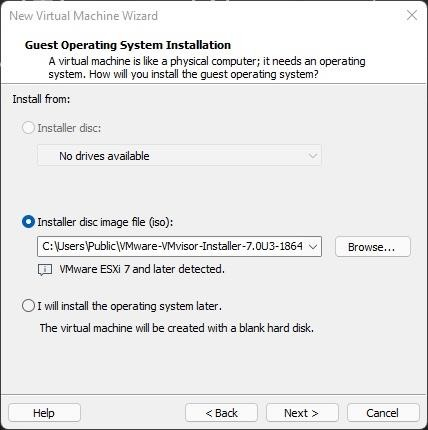 New Virtual Machine Wizard
Guest Operating System Installation
A virtual machine is like a physical computer; it needs an operating
system. How will you install the guest operating system?
Install from:
Installer disc:
No drives available
Installer disc image file (iso):
C:\Users\Public\VMware-VMvisor-Installer-7.0U3-1864
Browse...
VMware ESXi 7 and later detected.
I will install the operating system later.
The virtual machine will be created with a blank hard disk.
Help
< Back
Next >
Cancel